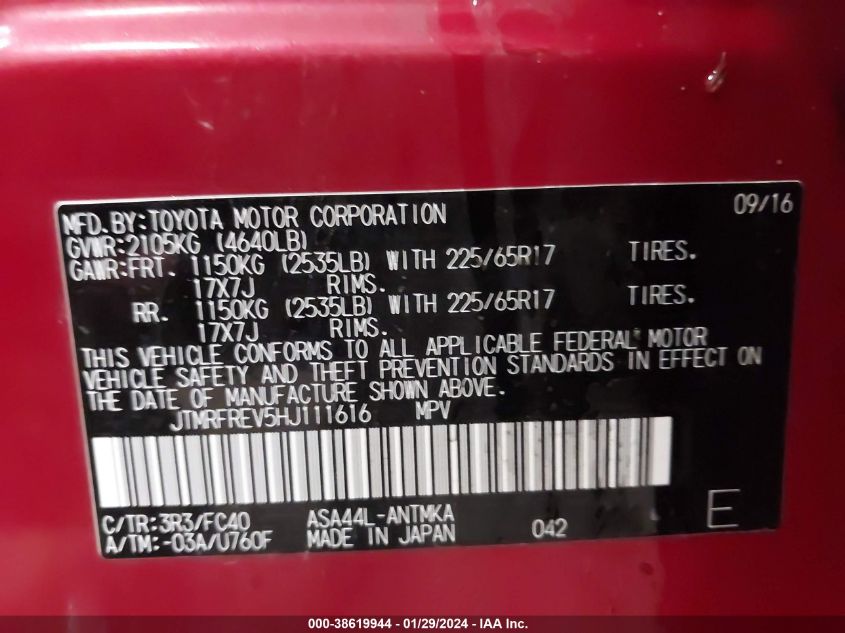 MFD.BY:TOYOTA MOTOR CORPORATION 09/16
GVWR:2105KG (4640LB)
GAWR:FRT. 1150KG (2535LB) WITH 225/65R17 TIRES.
17X7J RIMS.
RR. 1150KG (2535LB) WITH 225/65R17 TIRES.
17X7J RIMS.
THIS VEHICLE CONFORMS TO ALL APPLICABLE FEDERAL MOTOR
VEHICLE SAFETY AND THEFT PREVENTION STANDARDS IN EFFECT ON
THE DATE OF MANUFACTURE SHOWN ABOVE.
JTMRFREV5HJ111616 MPV
C/TR:3R3/FC40 ASA44L-ANTMKA
A/TM:-03A/U760F MADE IN JAPAN 042 E
000-38619944 - 01/29/2024 - IAA Inc.